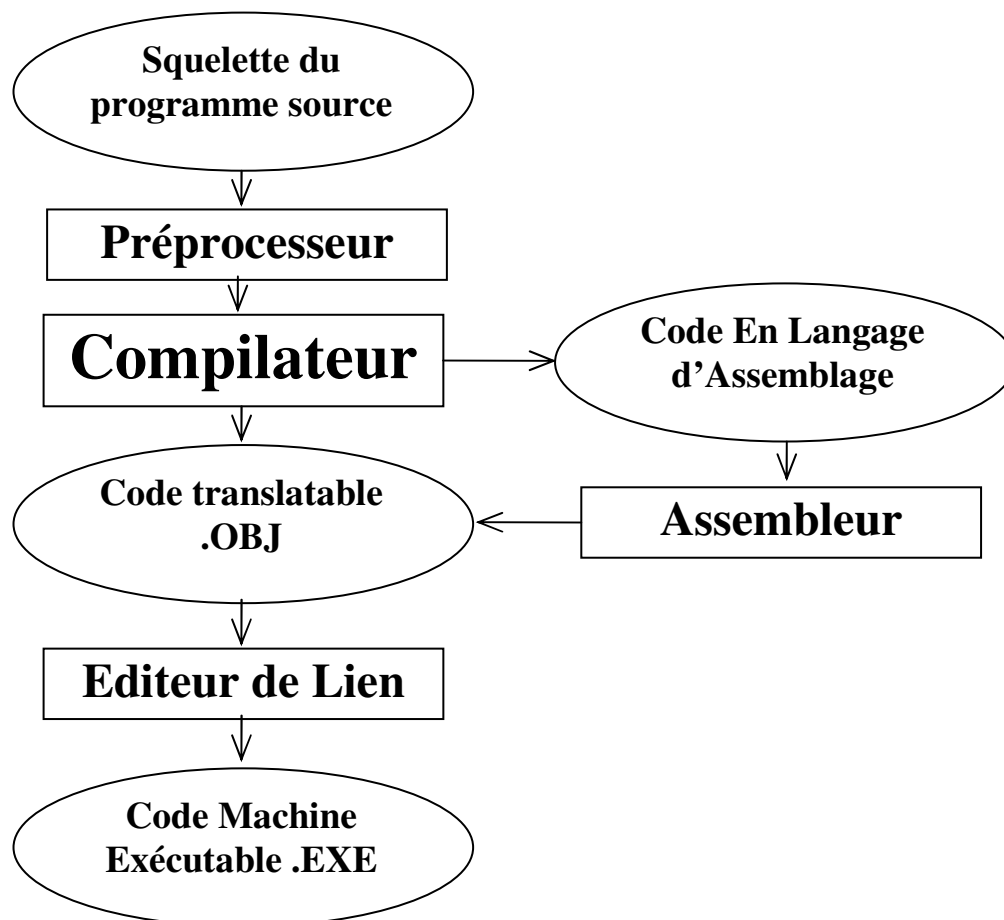 Squelette du
programme source
Préprocesseur
Compilateur
Code En Langage
d’Assemblage
Code translatable
.OBJ
Assembleur
Editeur de Lien
Code Machine
Exécutable .EXE